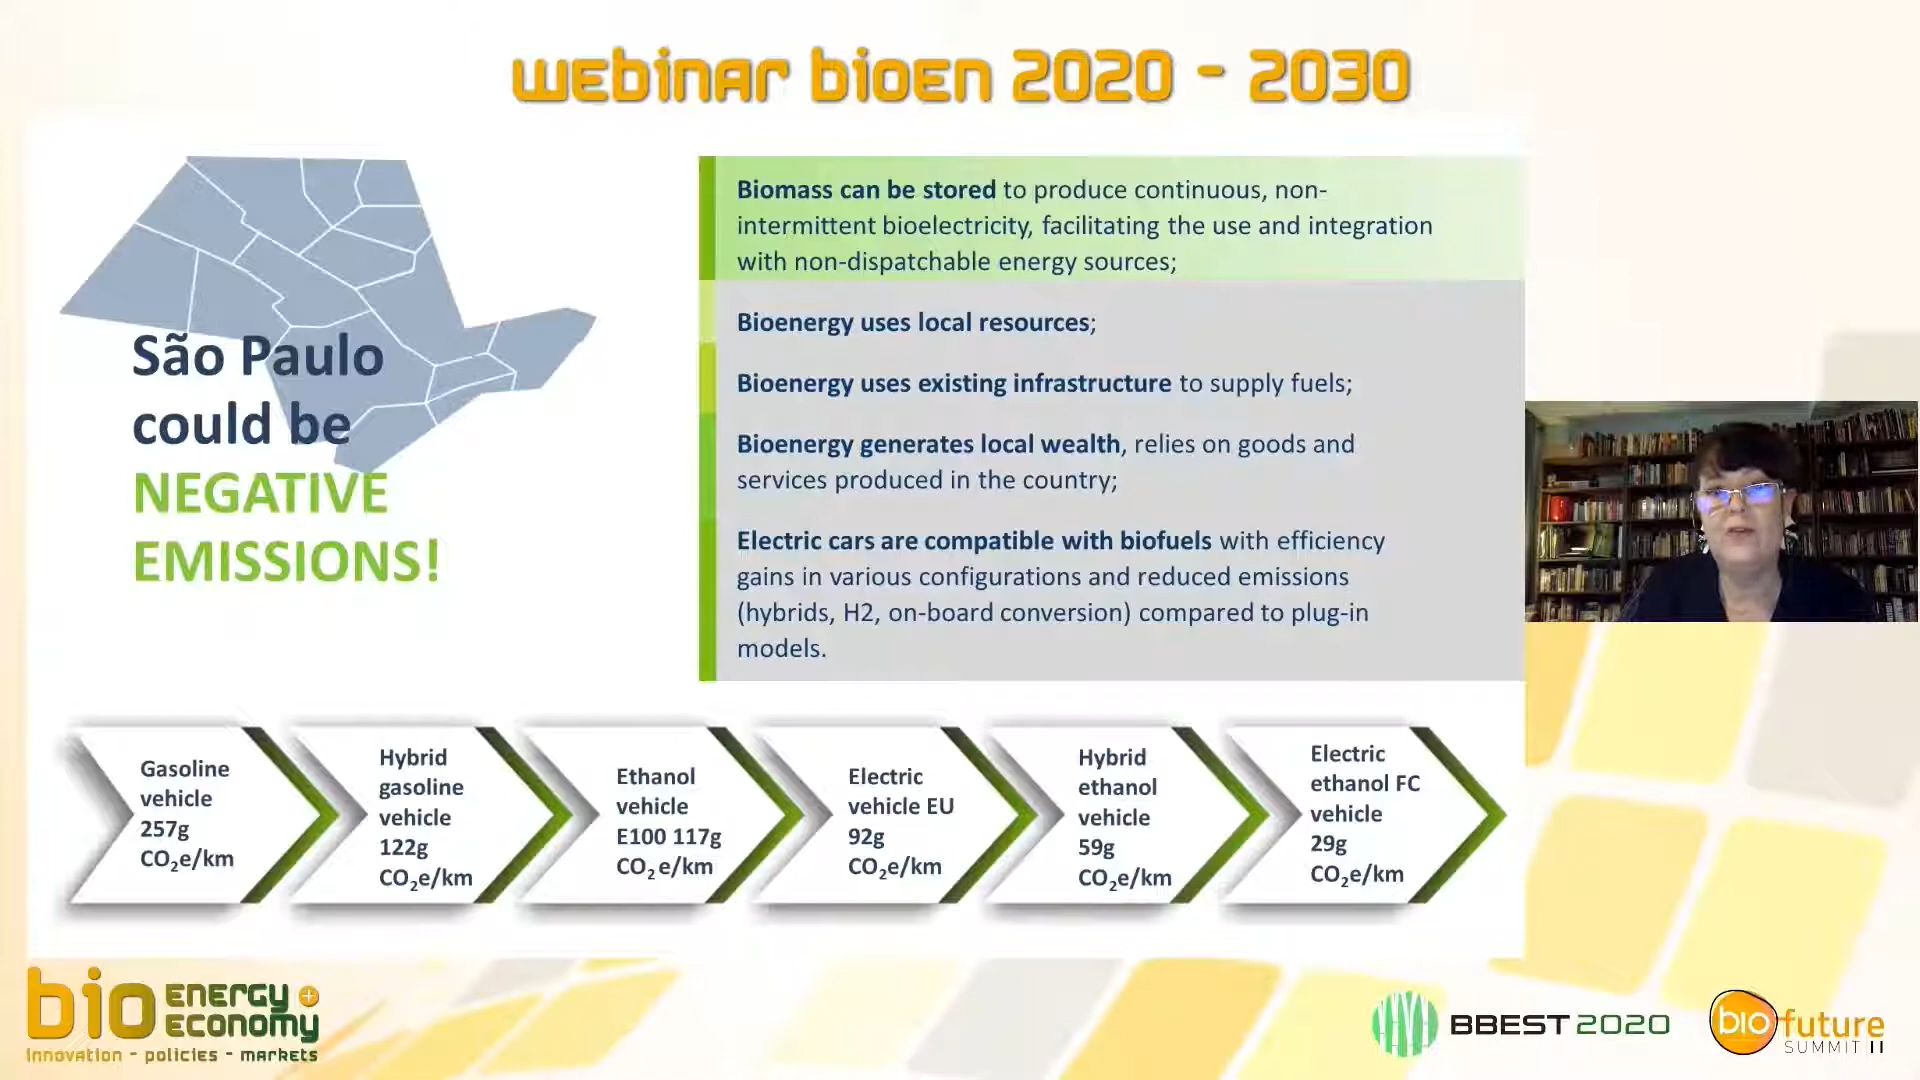 WEBINAR BIOEN 2020 - 2030
São Paulo
could be
NEGATIVE
EMISSIONS!
Biomass can be stored to produce continuous, non-
intermittent bioelectricity, facilitating the use and integration
with non-dispatchable energy sources;
Bioenergy uses local resources;
Bioenergy uses existing infrastructure to supply fuels;
Bioenergy generates local wealth, relies on goods and
services produced in the country;
Electric cars are compatible with biofuels with efficiency
gains in various configurations and reduced emissions
(hybrids, H2, on-board conversion) compared to plug-in
models.
Gasoline
vehicle
257g
CO₂e/km
Hybrid
gasoline
vehicle
122g
CO₂e/km
Ethanol
vehicle
E100 117g
CO₂ e/km
Electric
vehicle EU
92g
CO₂e/km
Hybrid
ethanol
vehicle
59g
CO₂e/km
Electric
ethanol FC
vehicle
29g
CO₂e/km
bio ENERGY +
ECONOMY
innovation - policies - markets
BBEST 2020
biofuture
SUMMIT II